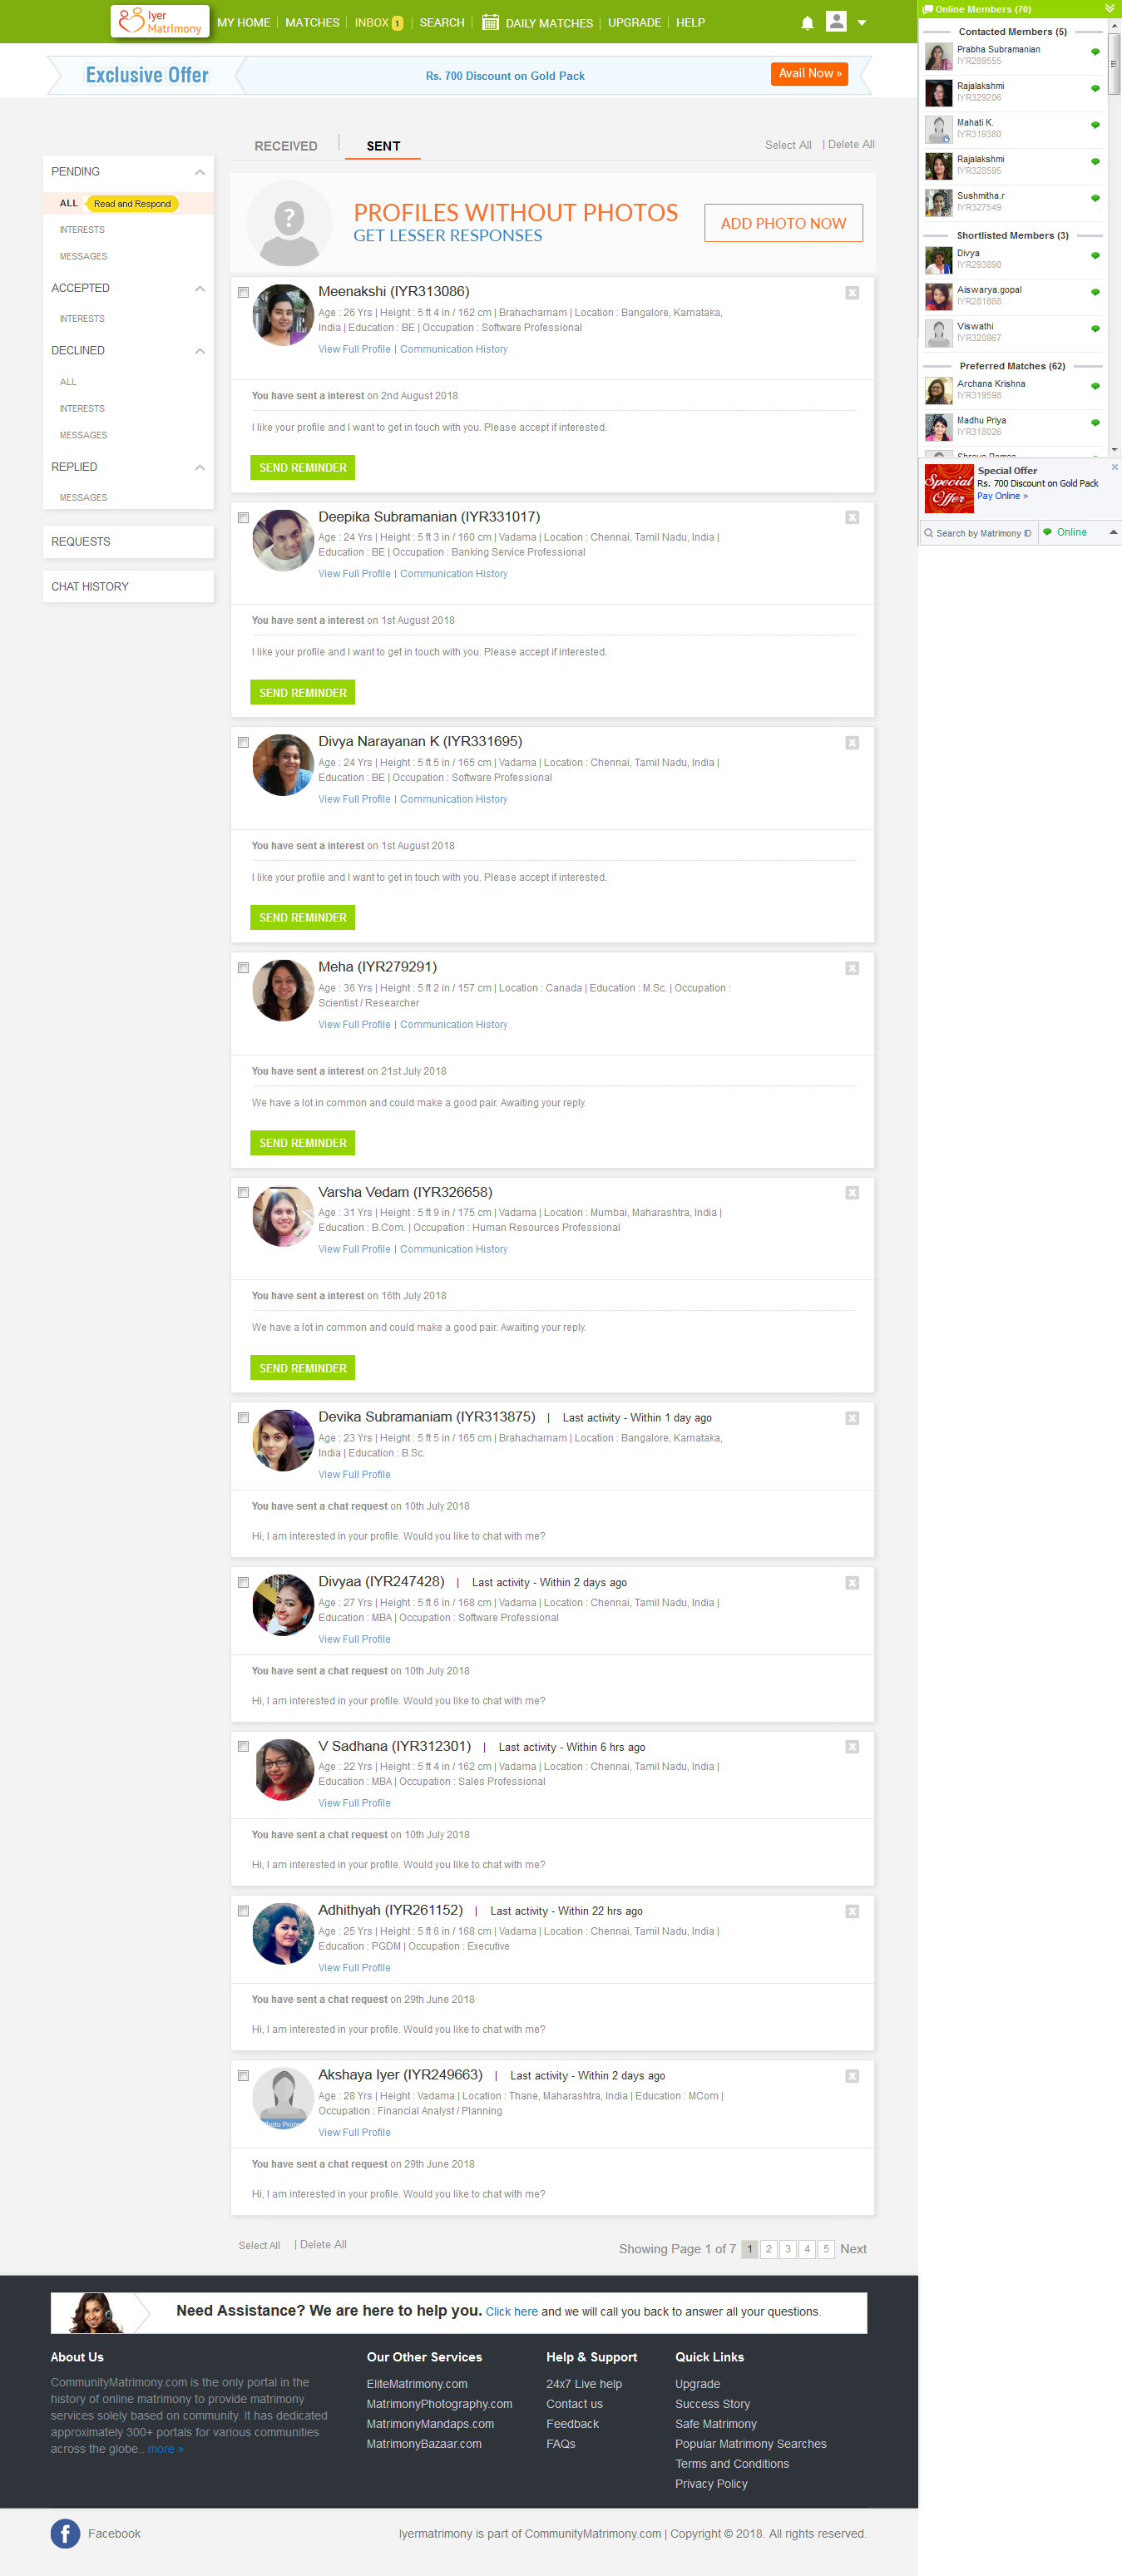 Iyer
Matrimony
MY HOME
MATCHES
INBOX 1
SEARCH
DAILY MATCHES
UPGRADE
HELP
Exclusive Offer
Rs. 700 Discount on Gold Pack
Avail Now »
RECEIVED
SENT
Select All | Delete All
PENDING
ALL Read and Respond
INTERESTS
MESSAGES
ACCEPTED
INTERESTS
DECLINED
ALL
INTERESTS
MESSAGES
REPLIED
MESSAGES
REQUESTS
CHAT HISTORY
?
PROFILES WITHOUT PHOTOS
GET LESSER RESPONSES
ADD PHOTO NOW
Meenakshi (IYR313086)
Age : 26 Yrs | Height : 5 ft 4 in / 162 cm | Brahacharnam | Location : Bangalore, Karnataka,
India | Education : BE | Occupation : Software Professional
View Full Profile | Communication History
You have sent a interest on 2nd August 2018
I like your profile and I want to get in touch with you. Please accept if interested.
SEND REMINDER
Deepika Subramanian (IYR331017)
Age : 24 Yrs | Height : 5 ft 3 in / 160 cm | Vadama | Location : Chennai, Tamil Nadu, India |
Education : BE | Occupation : Banking Service Professional
View Full Profile | Communication History
You have sent a interest on 1st August 2018
I like your profile and I want to get in touch with you. Please accept if interested.
SEND REMINDER
Divya Narayanan K (IYR331695)
Age : 24 Yrs | Height : 5 ft 5 in / 165 cm | Vadama | Location : Chennai, Tamil Nadu, India |
Education : BE | Occupation : Software Professional
View Full Profile | Communication History
You have sent a interest on 1st August 2018
I like your profile and I want to get in touch with you. Please accept if interested.
SEND REMINDER
Meha (IYR279291)
Age : 36 Yrs | Height : 5 ft 2 in / 157 cm | Location : Canada | Education : M.Sc. | Occupation :
Scientist / Researcher
View Full Profile | Communication History
You have sent a interest on 21st July 2018
We have a lot in common and could make a good pair. Awaiting your reply.
SEND REMINDER
Varsha Vedam (IYR326658)
Age : 31 Yrs | Height : 5 ft 9 in / 175 cm | Vadama | Location : Mumbai, Maharashtra, India |
Education : B.Com. | Occupation : Human Resources Professional
View Full Profile | Communication History
You have sent a interest on 16th July 2018
We have a lot in common and could make a good pair. Awaiting your reply.
SEND REMINDER
Devika Subramaniam (IYR313875) | Last activity - Within 1 day ago
Age : 23 Yrs | Height : 5 ft 5 in / 165 cm | Brahacharnam | Location : Bangalore, Karnataka,
India | Education : B.Sc.
View Full Profile
You have sent a chat request on 10th July 2018
Hi, I am interested in your profile. Would you like to chat with me?
Divyaa (IYR247428) | Last activity - Within 2 days ago
Age : 27 Yrs | Height : 5 ft 6 in / 168 cm | Vadama | Location : Chennai, Tamil Nadu, India |
Education : MBA | Occupation : Software Professional
View Full Profile
You have sent a chat request on 10th July 2018
Hi, I am interested in your profile. Would you like to chat with me?
V Sadhana (IYR312301) | Last activity - Within 6 hrs ago
Age : 22 Yrs | Height : 5 ft 4 in / 162 cm | Vadama | Location : Chennai, Tamil Nadu, India |
Education : MBA | Occupation : Sales Professional
View Full Profile
You have sent a chat request on 10th July 2018
Hi, I am interested in your profile. Would you like to chat with me?
Adhithyah (IYR261152) | Last activity - Within 22 hrs ago
Age : 25 Yrs | Height : 5 ft 6 in / 168 cm | Vadama | Location : Chennai, Tamil Nadu, India |
Education : PGDM | Occupation : Executive
View Full Profile
You have sent a chat request on 29th June 2018
Hi, I am interested in your profile. Would you like to chat with me?
Akshaya Iyer (IYR249663) | Last activity - Within 2 days ago
Age : 28 Yrs | Height : Vadama | Location : Thane, Maharashtra, India | Education : MCom |
Occupation : Financial Analyst / Planning
View Full Profile
You have sent a chat request on 29th June 2018
Hi, I am interested in your profile. Would you like to chat with me?
Select All | Delete All
Showing Page 1 of 7 1 2 3 4 5 Next
Online Members (70)
Contacted Members (5)
Prabha Subramanian
IYR289555
Rajalakshmi
IYR329206
Mahati K.
IYR319380
Rajalakshmi
IYR328595
Sushmitha.r
IYR327549
Shortlisted Members (3)
Divya
IYR293890
Aiswarya.gopal
IYR281888
Viswathi
IYR320867
Preferred Matches (62)
Archana Krishna
IYR319598
Madhu Priya
IYR318026
Special Offer
Special Offer
Rs. 700 Discount on Gold Pack
Pay Online »
Search by Matrimony ID
Online
Need Assistance? We are here to help you. Click here and we will call you back to answer all your questions.
About Us
CommunityMatrimony.com is the only portal in the
history of online matrimony to provide matrimony
services solely based on community. It has dedicated
approximately 300+ portals for various communities
across the globe.. more »
Our Other Services
EliteMatrimony.com
MatrimonyPhotography.com
MatrimonyMandaps.com
MatrimonyBazaar.com
Help & Support
24x7 Live help
Contact us
Feedback
FAQs
Quick Links
Upgrade
Success Story
Safe Matrimony
Popular Matrimony Searches
Terms and Conditions
Privacy Policy
f Facebook
Iyermatrimony is part of CommunityMatrimony.com | Copyright © 2018. All rights reserved.